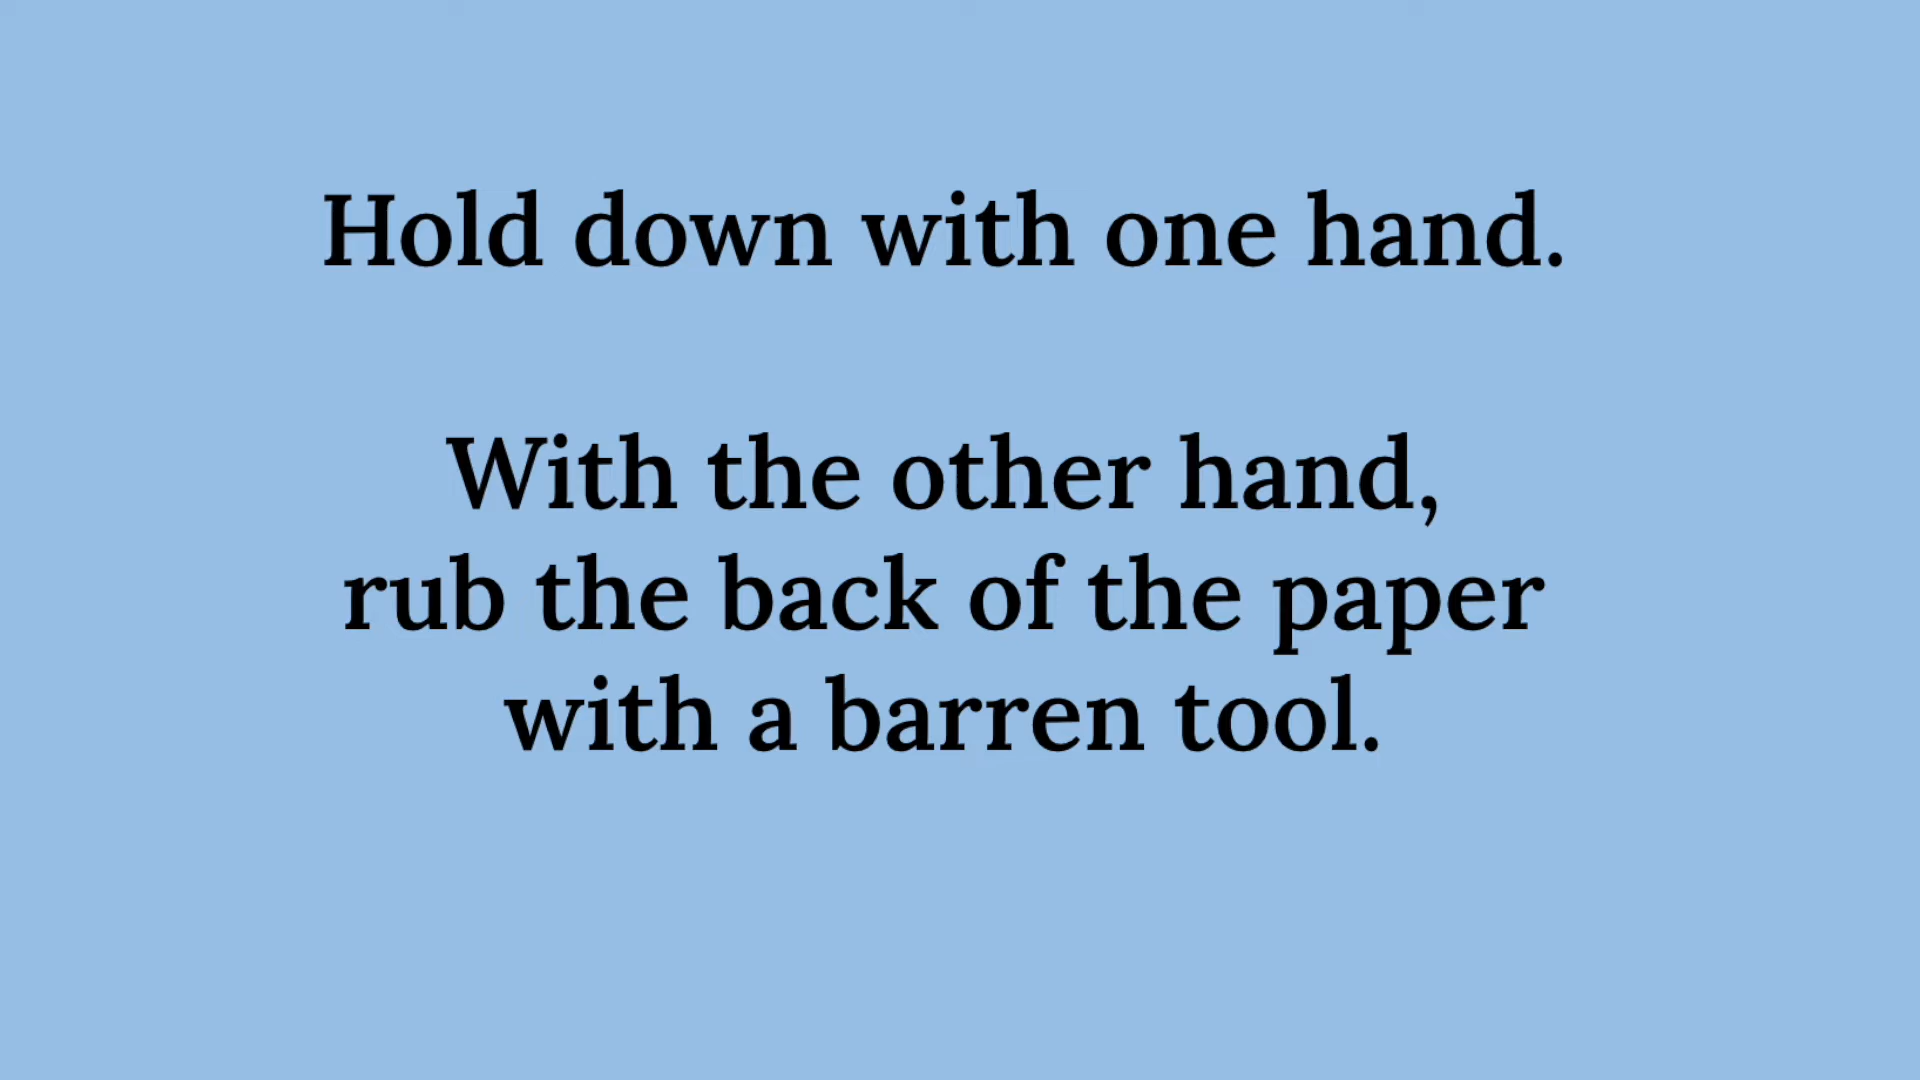 Hold down with one hand.
With the other hand,
rub the back of the paper
with a barren tool.